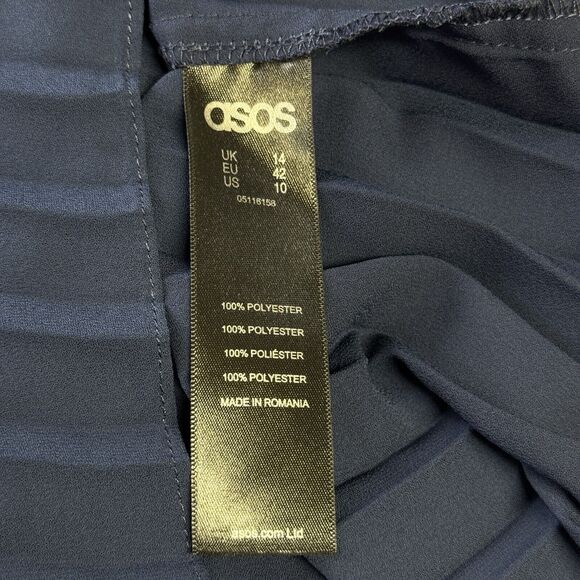 asos
UK 14
EU 42
US 10
05116158
100% POLYESTER
100% POLYESTER
100% POLIÉSTER
100% POLYESTER
MADE IN ROMANIA
asos.com Ltd